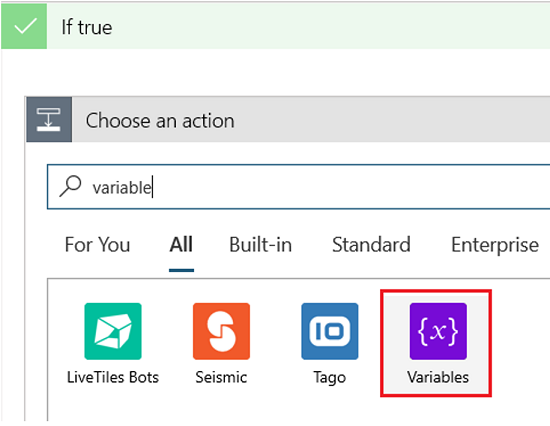 If true
Choose an action
variable
For You All Built-in Standard Enterprise
LiveTiles Bots Seismic Tago Variables
{x}